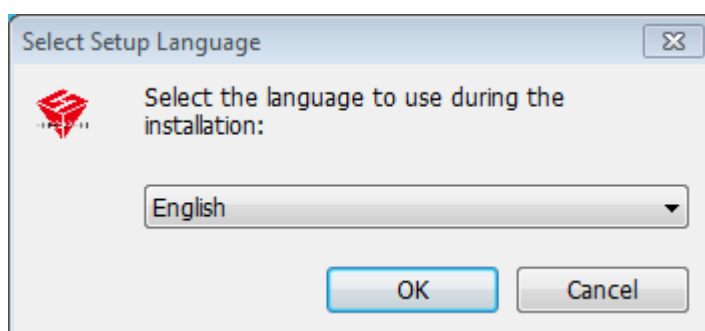 Select Setup Language
Select the language to use during the
installation:
English
OK
Cancel